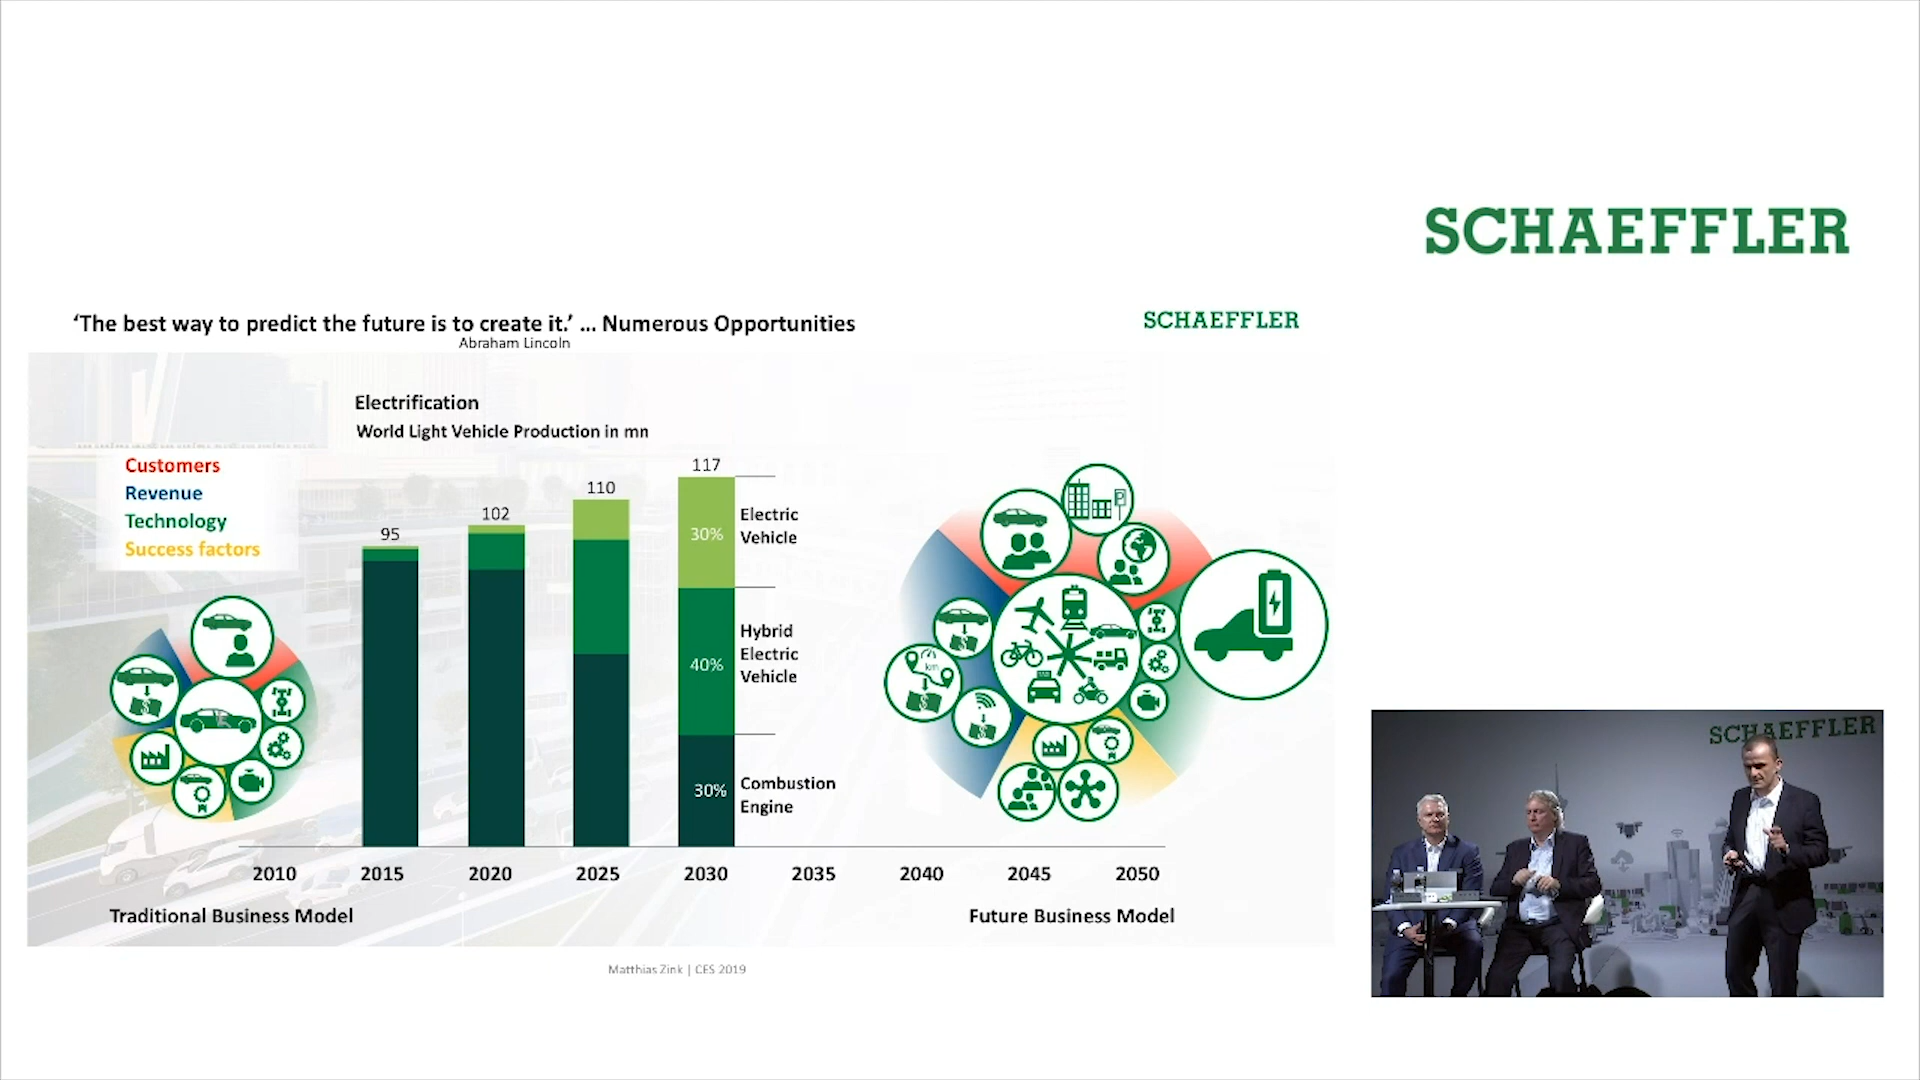 SCHAEFFLER
'The best way to predict the future is to create it.' ... Numerous Opportunities
Abraham Lincoln
SCHAEFFLER
Electrification
World Light Vehicle Production in mn
Customers
Revenue
Technology
Success factors
95
102
110
117
30%
Electric
Vehicle
40%
Hybrid
Electric
Vehicle
30%
Combustion
Engine
P
km
TAXI
E
2010 2015 2020 2025 2030 2035 2040 2045 2050
Traditional Business Model
Future Business Model
Matthias Zink | CES 2019
SCHAEFFLER